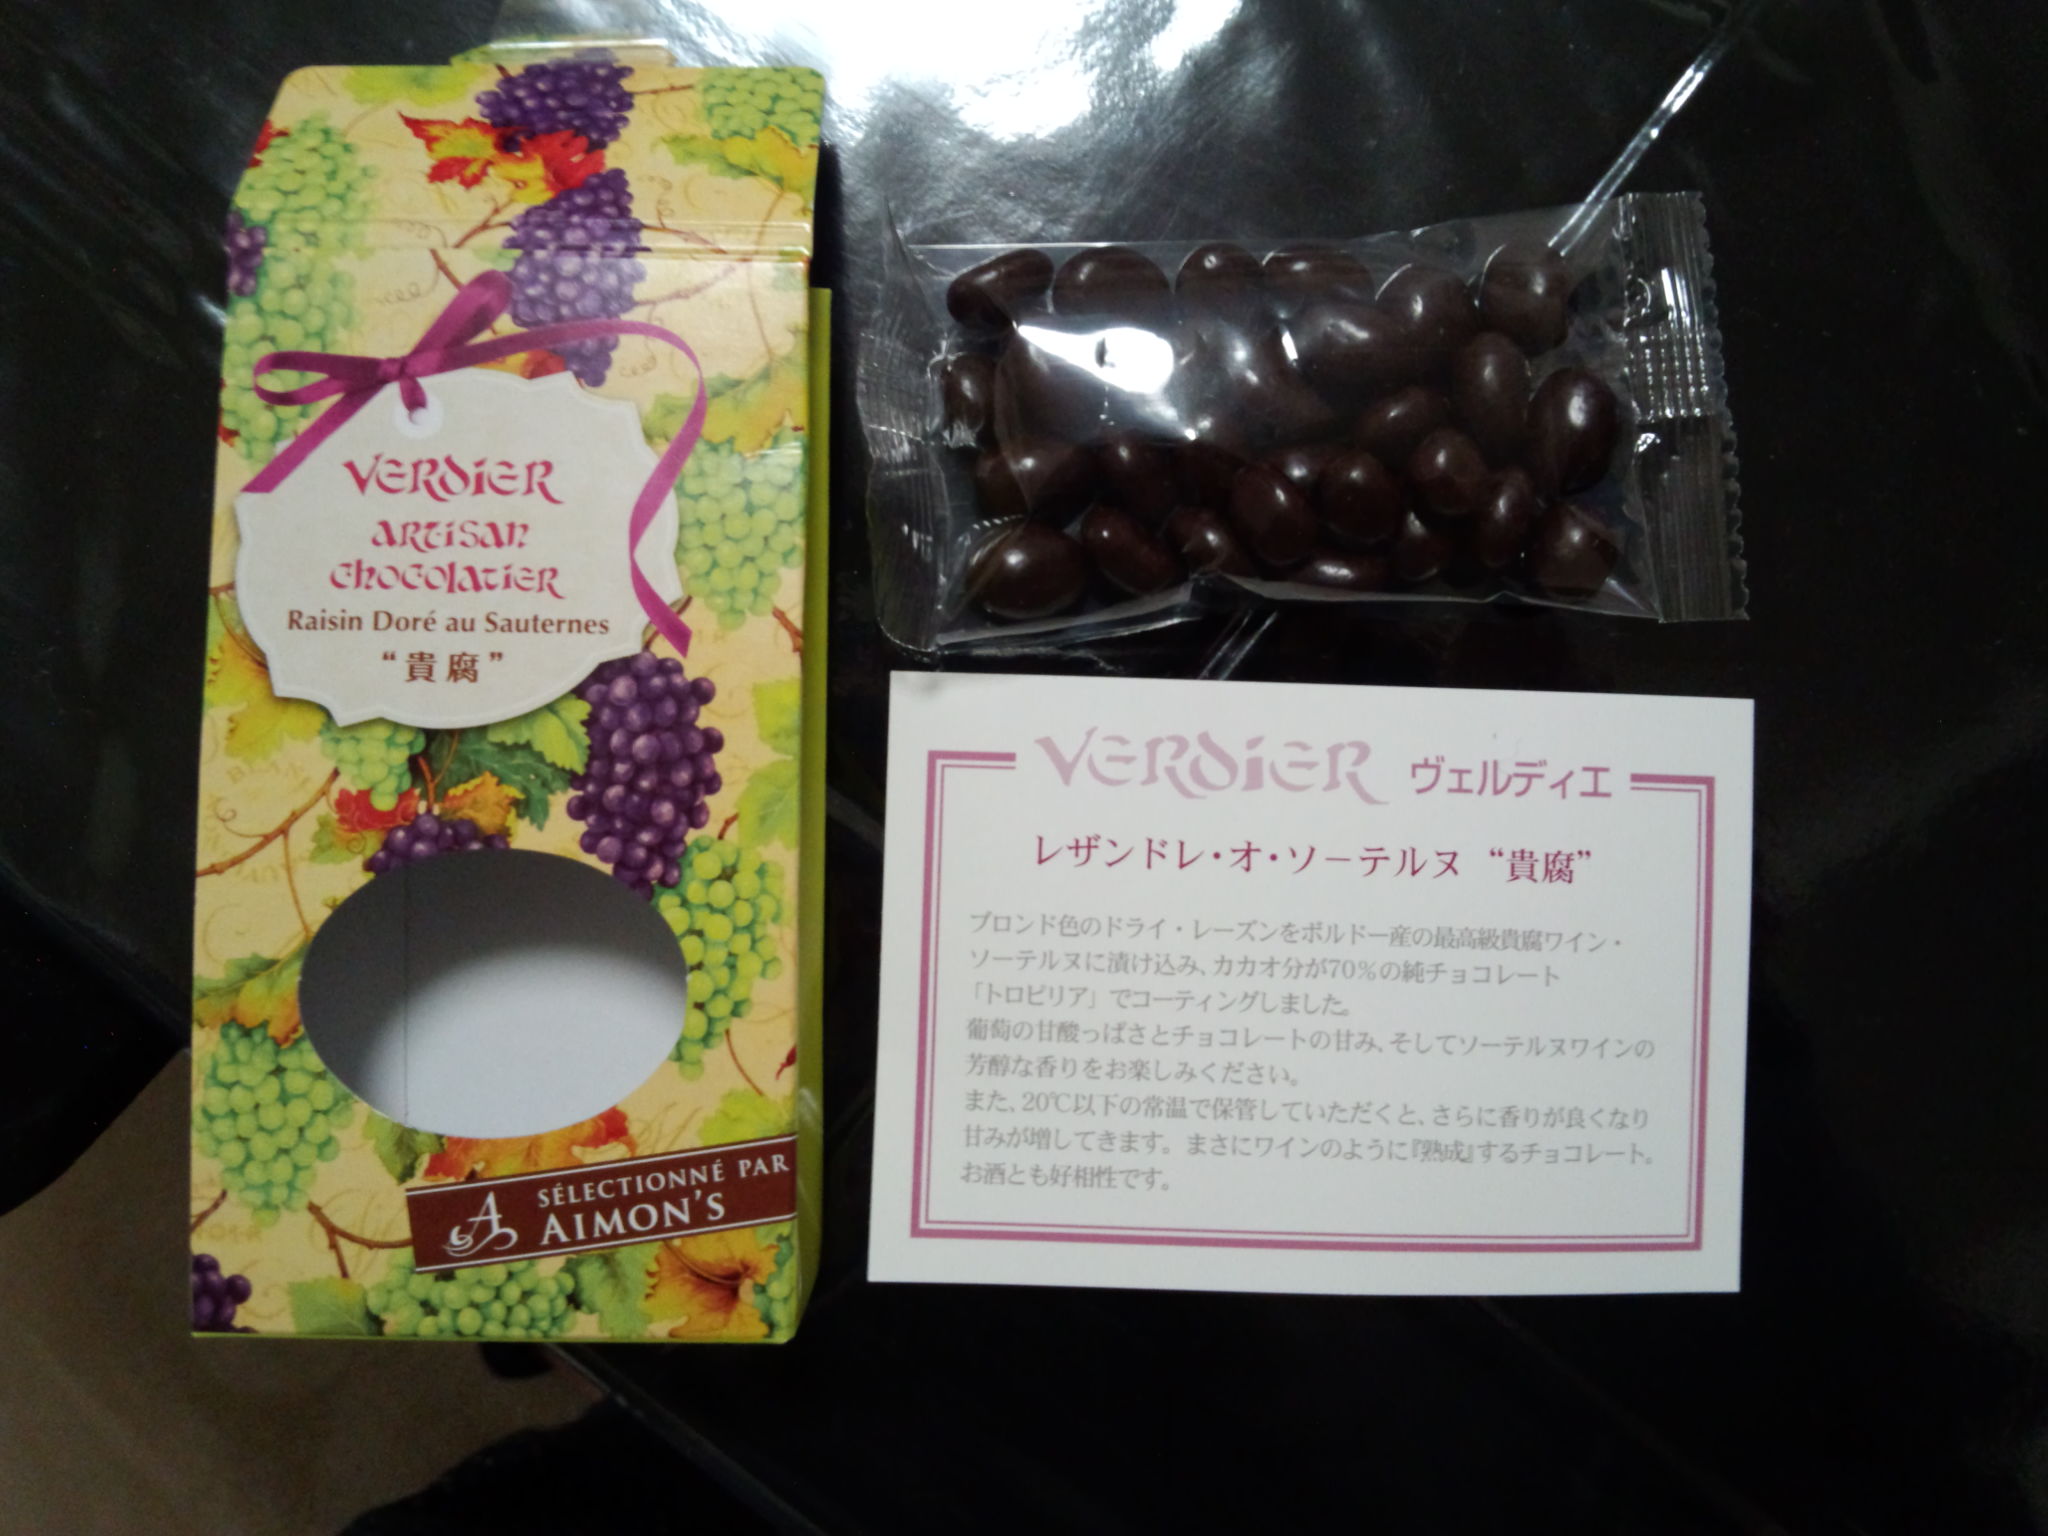 VERDIER
ARTISAN
CHOCOLATIER
Raisin Doré au Sauternes
“貴腐”
SÉLECTIONNÉ PAR
AIMON'S
VERDIER ヴェルディエ
レザンドレ・オ・ソーテルヌ “貴腐”
ブロンド色のドライ・レーズンをボルドー産の最高級貴腐ワイン・
ソーテルヌに漬け込み、カカオ分が70%の純チョコレート
「トロピリア」でコーティングしました。
葡萄の甘酸っぱさとチョコレートの甘み、そしてソーテルヌワインの
芳醇な香りをお楽しみください。
また、20℃以下の常温で保管していただくと、さらに香りが良くなり
甘みが増してきます。まさにワインのように『熟成』するチョコレート。
お酒とも好相性です。